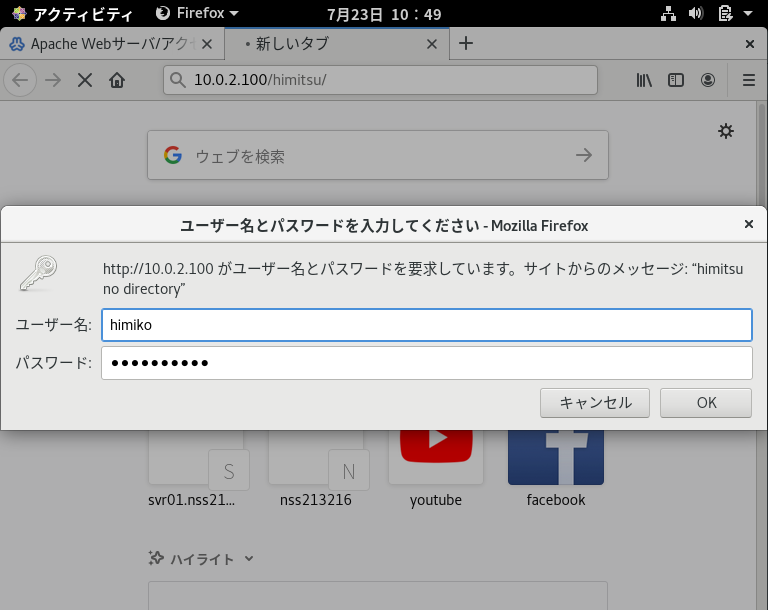 アクティビティ Firefox 7月23日 10：49
Apache Webサーバ/アクセ 新しいタブ
10.0.2.100/himitsu/
ウェブを検索
ユーザー名とパスワードを入力してください - Mozilla Firefox
http://10.0.2.100 がユーザー名とパスワードを要求しています。サイトからのメッセージ: “himitsu
no directory”
ユーザー名: himiko
パスワード: ●●●●●●●●●●
キャンセル OK
S N
svr01.nss21... nss213216 youtube facebook
ハイライト